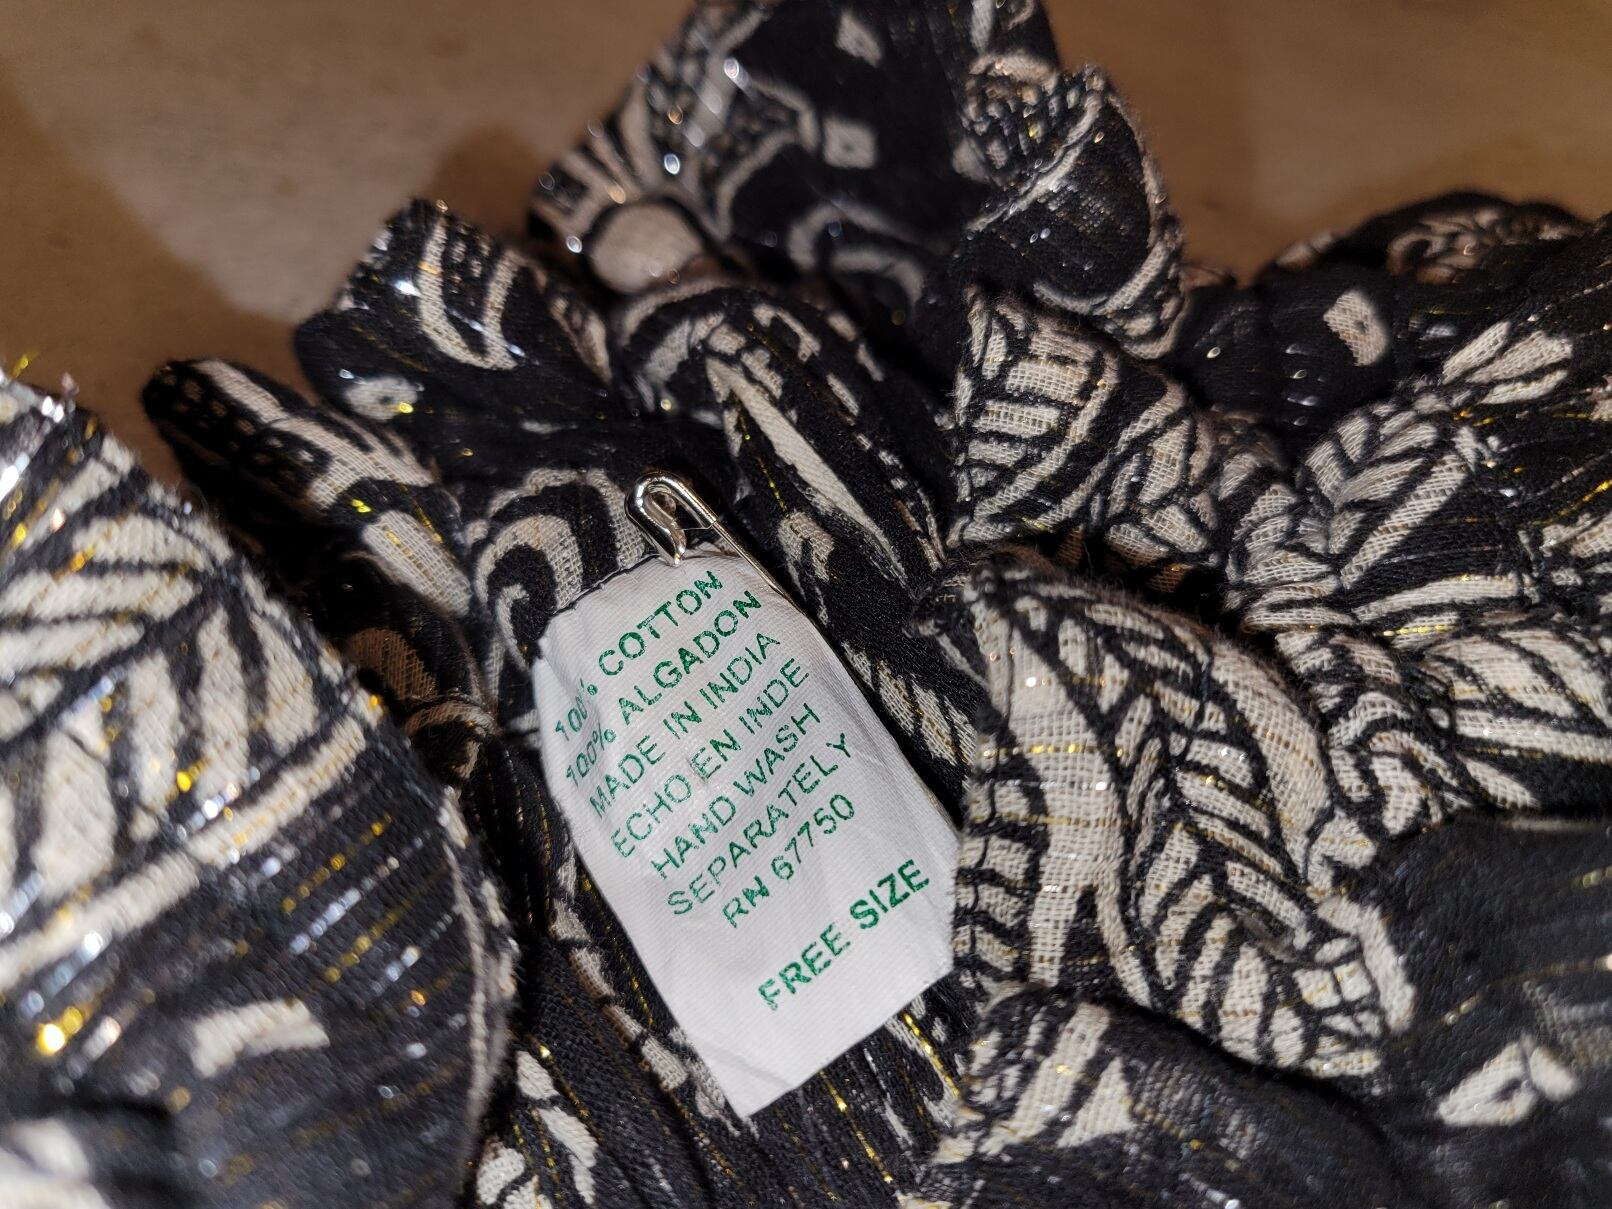 100% COTTON
100% ALGADON
MADE IN INDIA
ECHO EN INDE
HAND WASH
SEPARATELY
RN 67750
FREE SIZE